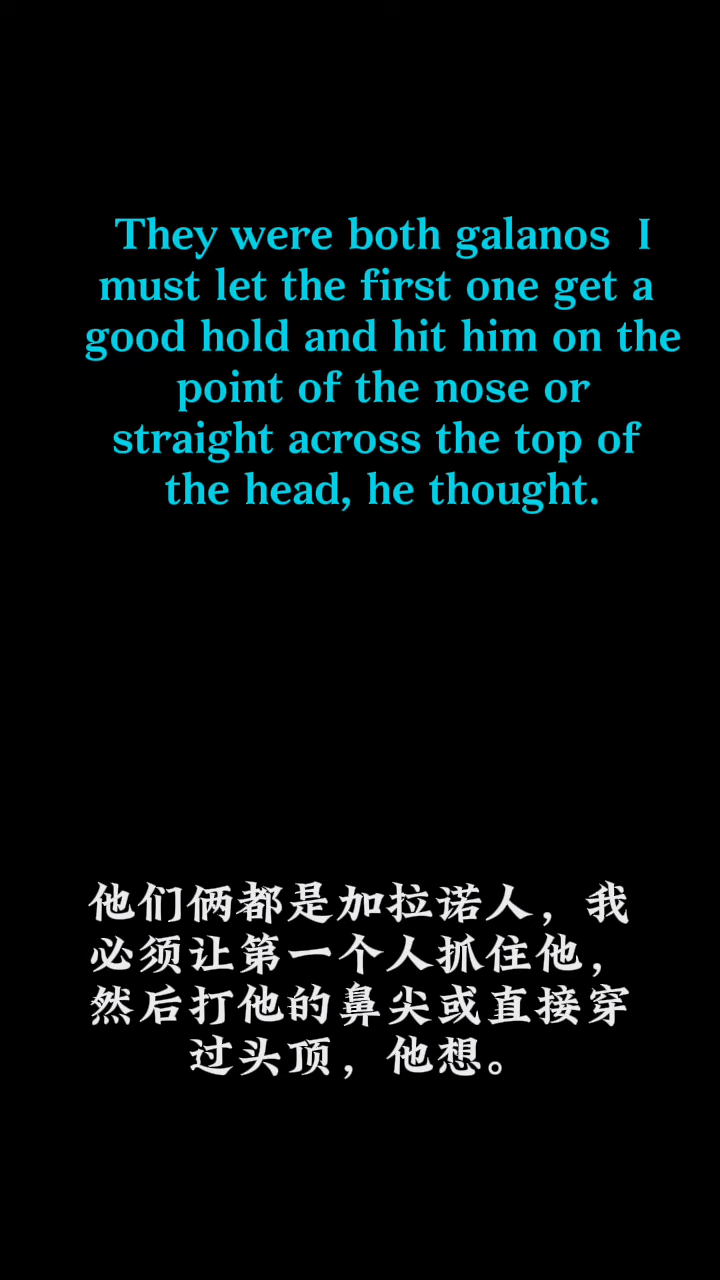 They were both galanos  I
must let the first one get a
good hold and hit him on the
point of the nose or
straight across the top of
the head, he thought.
他们俩都是加拉诺人，我
必须让第一个人抓住他，
然后打他的鼻尖或直接穿
过头顶，他想。